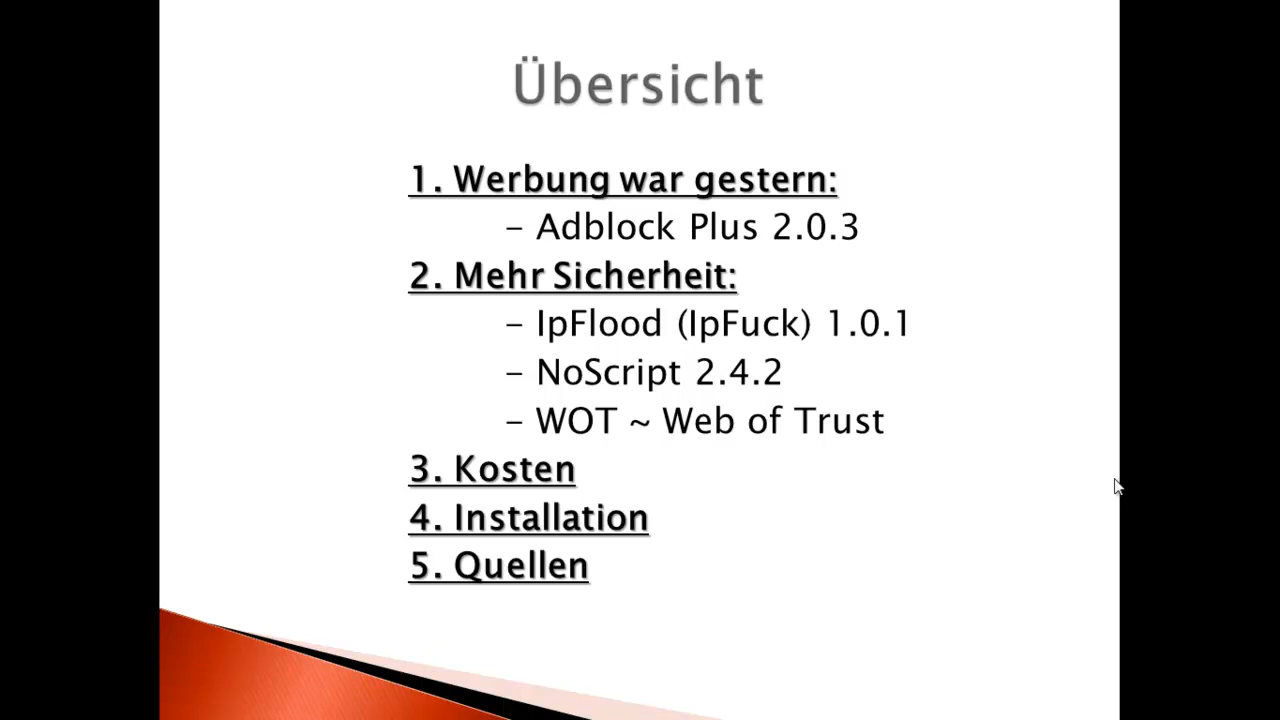 Übersicht
1. Werbung war gestern:
– Adblock Plus 2.0.3
2. Mehr Sicherheit:
– IpFlood (IpFuck) 1.0.1
– NoScript 2.4.2
– WOT ~ Web of Trust
3. Kosten
4. Installation
5. Quellen